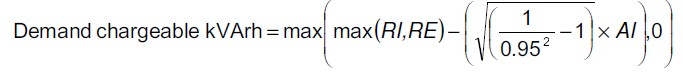 Demand chargeable kVArh = max(max(RI,RE) − (√(1/0.95² − 1) × AI),0)